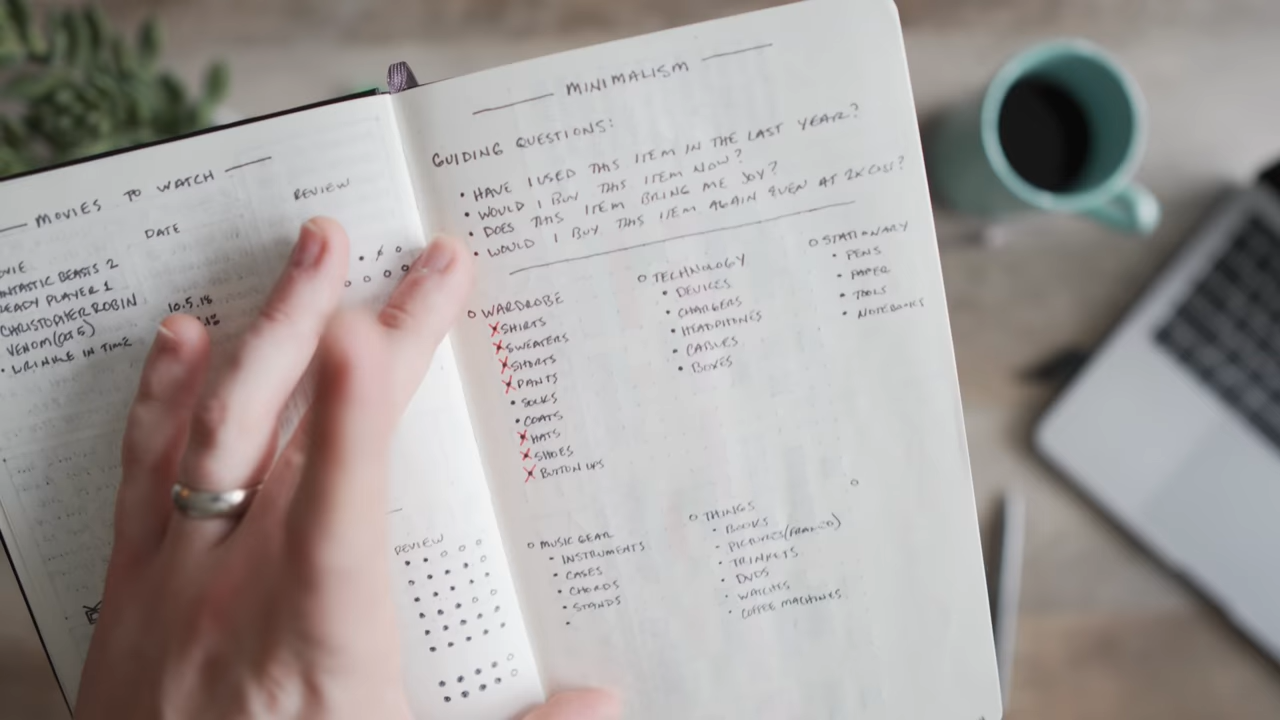 MOVIES TO WATCH
DATE
REVIEW
OVIE
NTASTIC BEASTS 2
EADY PLAYER 1
CHRISTOPHER ROBIN
10.5.18
VENOM
• WRINKLE IN TIME
REVIEW
MINIMALISM
GUIDING QUESTIONS:
• HAVE I USED THIS ITEM IN THE LAST YEAR?
• WOULD I BUY THIS ITEM NOW?
• DOES THIS ITEM BRING ME JOY?
• WOULD I BUY THIS ITEM AGAIN EVEN AT 2X COST?
WARDROBE
SHIRTS
SWEATERS
SHORTS
PANTS
• SOCKS
• COATS
HATS
SHOES
BUTTON UPS
TECHNOLOGY
• DEVICES
• CHARGERS
• HEADPHONES
• CABLES
• BOXES
STATIONARY
• PENS
• PAPER
• TOOLS
• NOTEBOOKS
MUSIC GEAR
• INSTRUMENTS
• CASES
• CHORDS
• STANDS
THINGS
• BOOKS
• PICTURES (FRAMED)
• TRINKETS
• DVDS
• WATCHES
• COFFEE MACHINES